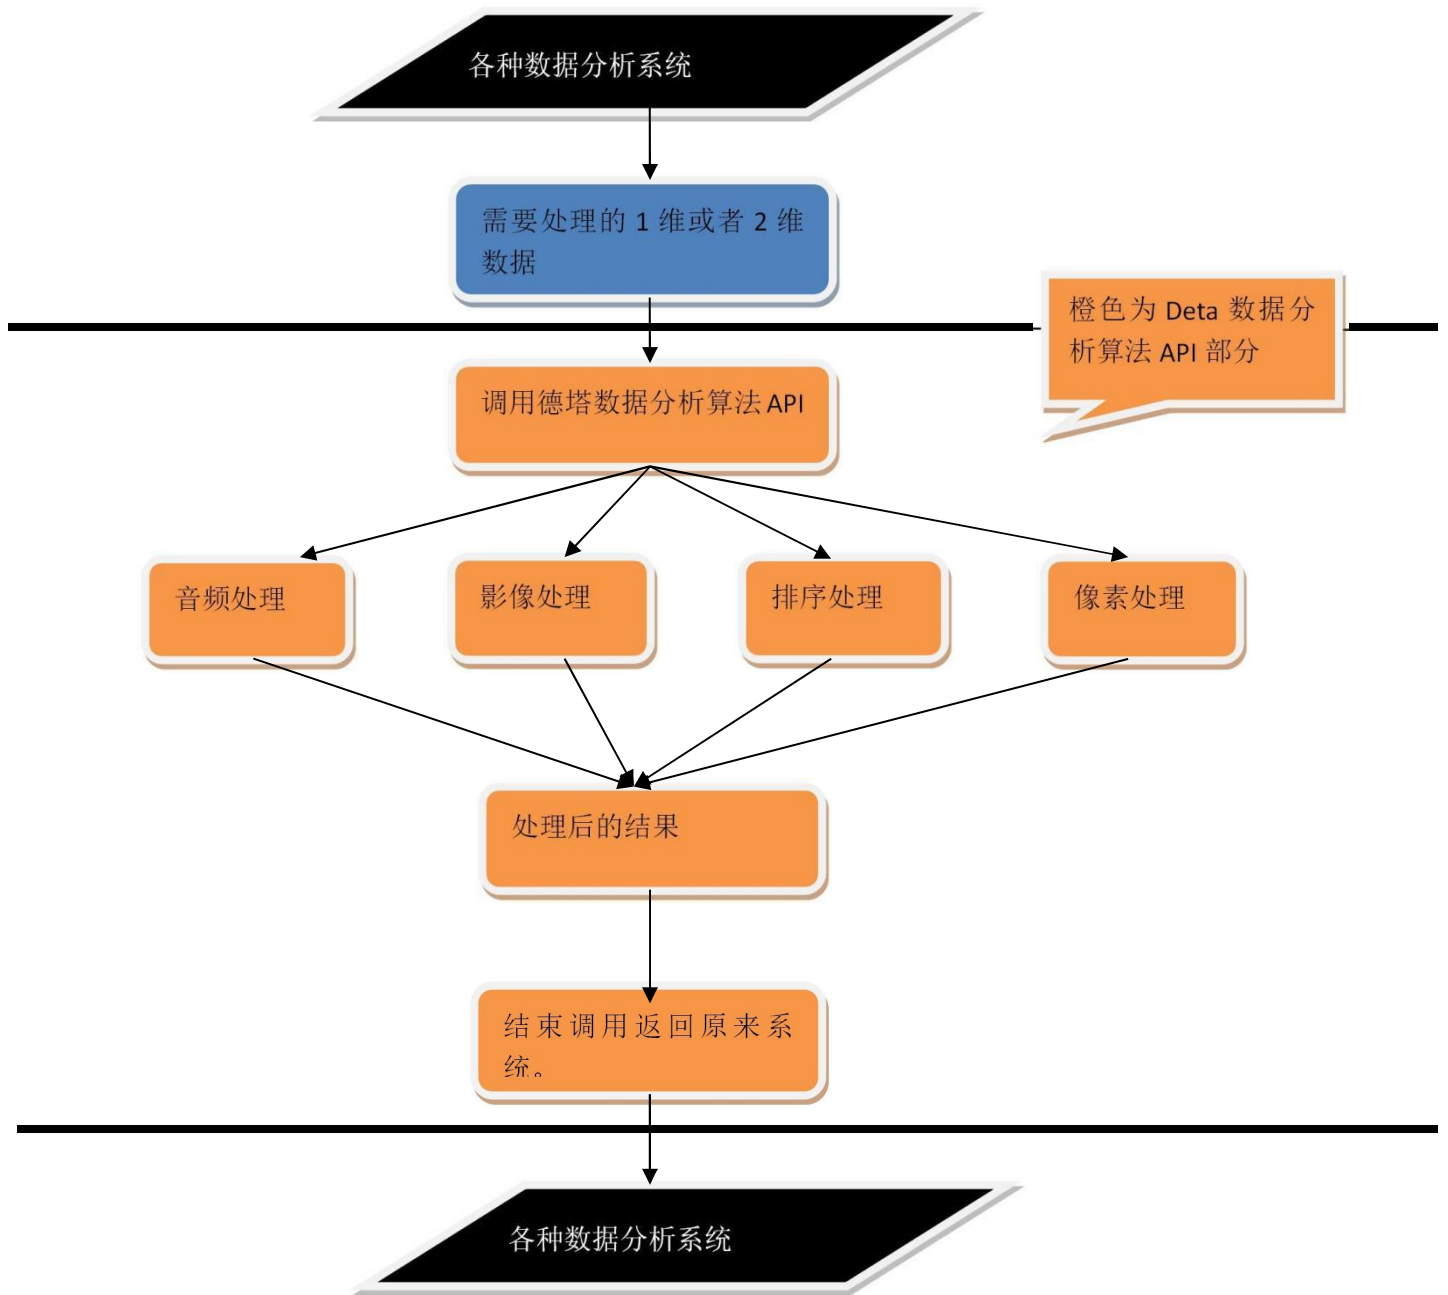 各种数据分析系统
需要处理的 1 维或者 2 维
数据
橙色为 Deta 数据分
析算法 API 部分
调用德塔数据分析算法 API
音频处理
影像处理
排序处理
像素处理
处理后的结果
结束调用返回原来系
统。
各种数据分析系统